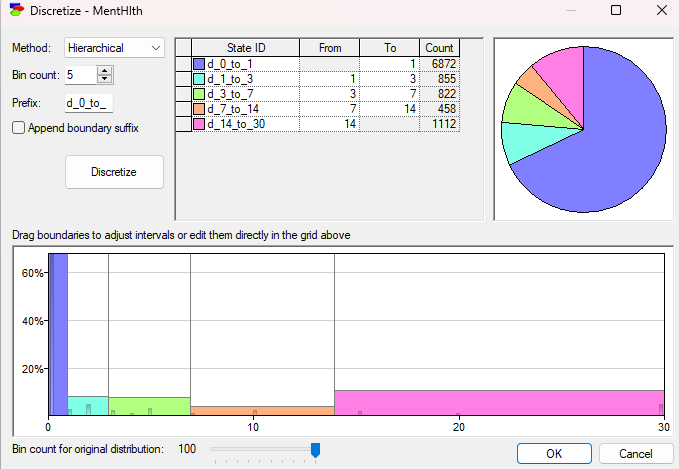 Discretize - MentHlth
Method: Hierarchical
Bin count: 5
Prefix: d_0_to_
Append boundary suffix
Discretize
State ID From To Count
d_0_to_1 1 6872
d_1_to_3 1 3 855
d_3_to_7 3 7 822
d_7_to_14 7 14 458
d_14_to_30 14 1112
Drag boundaries to adjust intervals or edit them directly in the grid above
60%
40%
20%
0 10 20 30
Bin count for original distribution: 100
OK Cancel